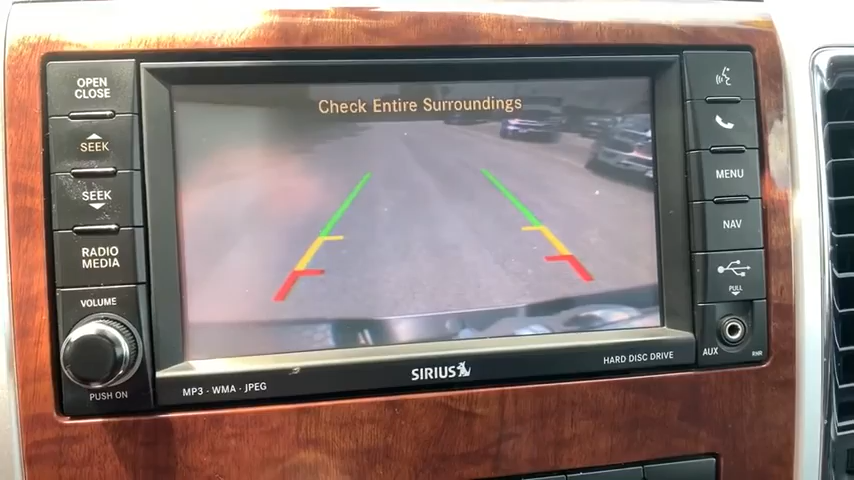 OPEN
CLOSE
SEEK
SEEK
RADIO
MEDIA
VOLUME
PUSH ON
Check Entire Surroundings
MP3 · WMA · JPEG
SIRIUS
HARD DISC DRIVE
MENU
NAV
PULL
AUX
RHR